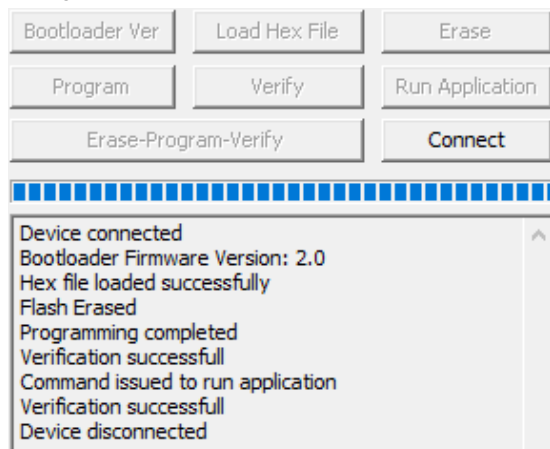 Bootloader Ver
Load Hex File
Erase
Program
Verify
Run Application
Erase-Program-Verify
Connect
Device connected
Bootloader Firmware Version: 2.0
Hex file loaded successfully
Flash Erased
Programming completed
Verification successfull
Command issued to run application
Verification successfull
Device disconnected